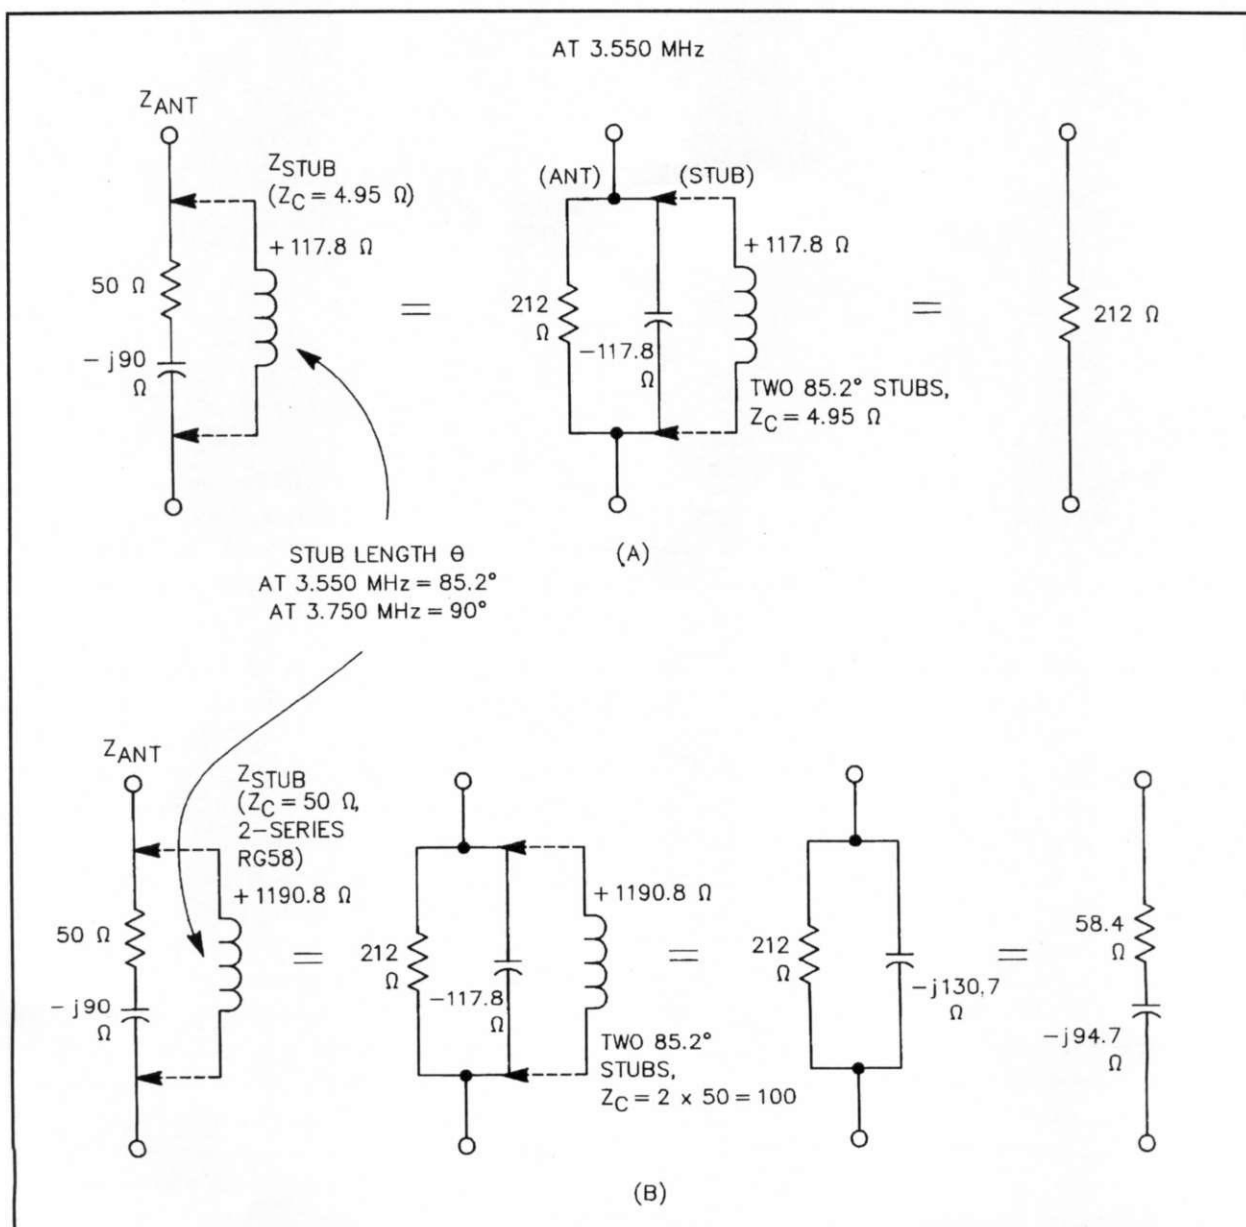 AT 3.550 MHz
ZANT
ZSTUB
(ZC = 4.95 Ω)
+117.8 Ω
50 Ω
-j90
Ω
=
(ANT)
(STUB)
+117.8 Ω
212
Ω
-117.8
Ω
TWO 85.2° STUBS,
ZC = 4.95 Ω
=
212 Ω
(A)
STUB LENGTH θ
AT 3.550 MHz = 85.2°
AT 3.750 MHz = 90°
ZANT
ZSTUB
(ZC = 50 Ω,
2-SERIES
RG58)
+1190.8 Ω
50 Ω
-j90
Ω
=
212
Ω
-117.8
Ω
+1190.8 Ω
TWO 85.2°
STUBS,
ZC = 2 x 50 = 100
=
212
Ω
-j130.7
Ω
=
58.4
Ω
-j94.7
Ω
(B)